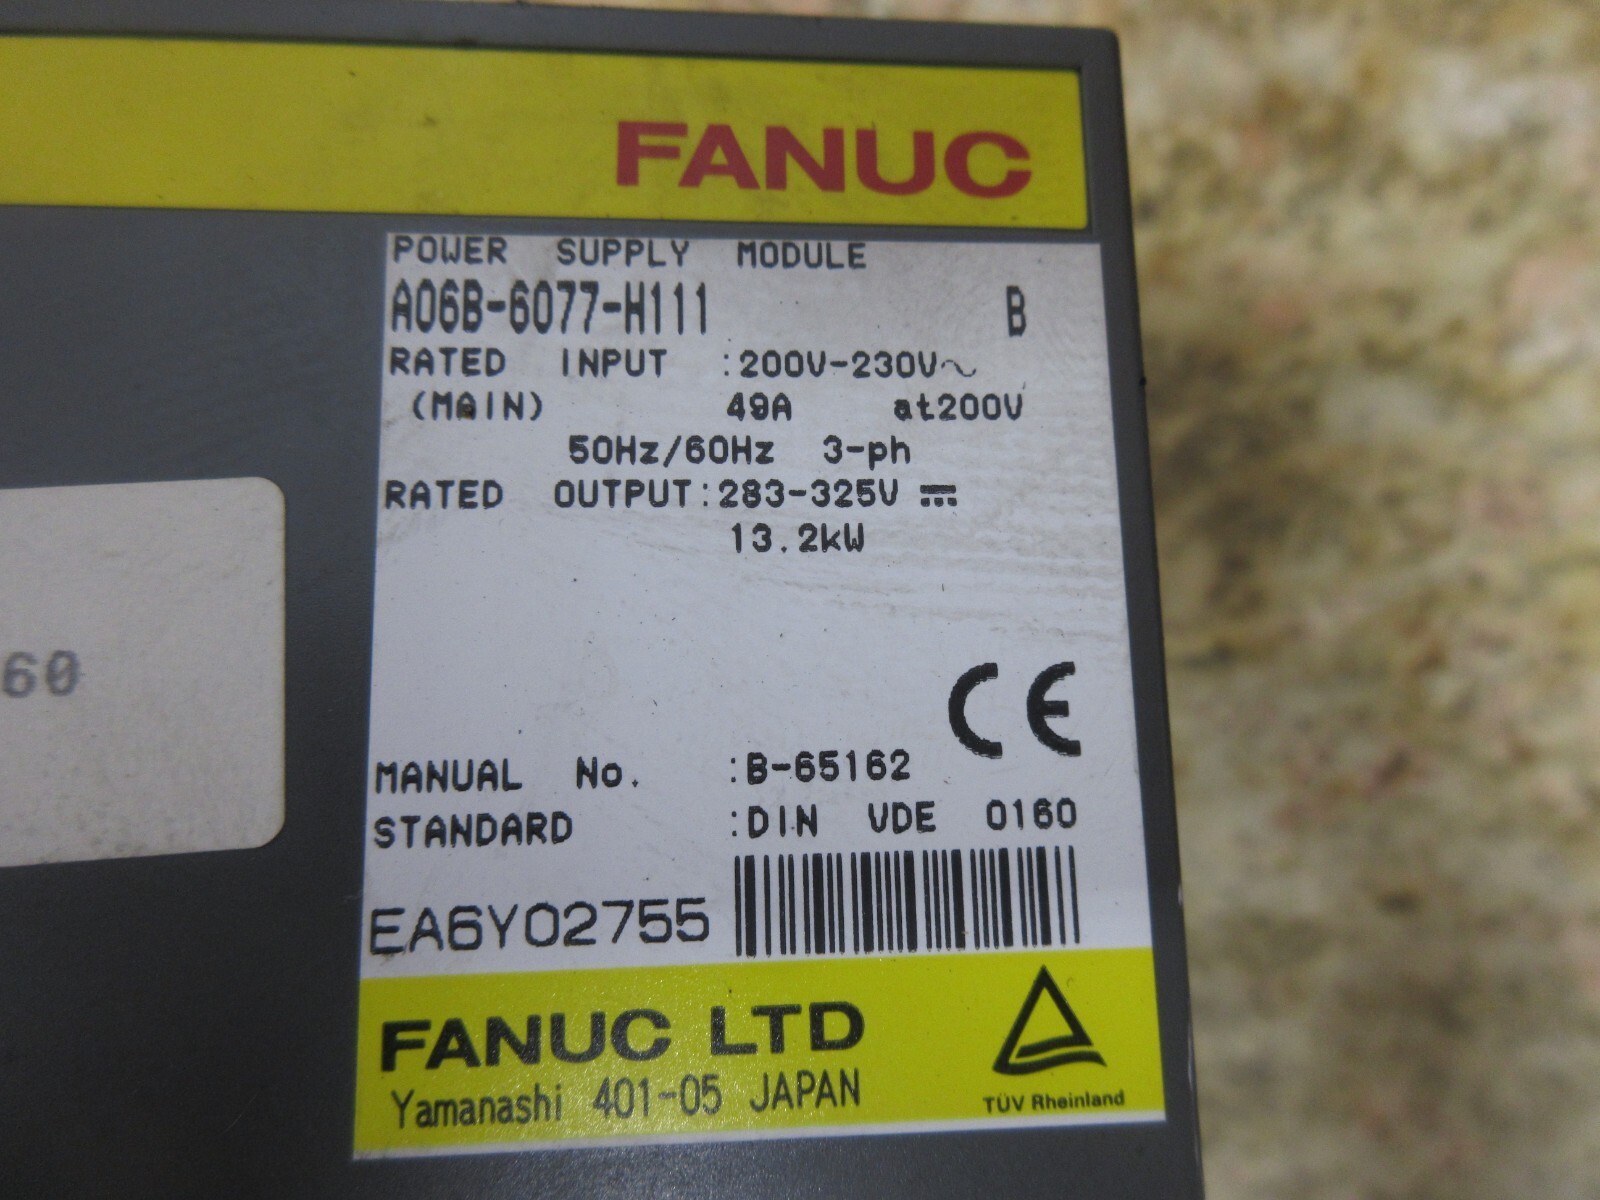 FANUC
POWER SUPPLY MODULE
A06B-6077-H111 B
RATED INPUT :200V-230V~
(MAIN) 49A at200V
50Hz/60Hz 3-ph
RATED OUTPUT:283-325V ⎓
13.2kW
60
CE
MANUAL No. :B-65162
STANDARD :DIN VDE 0160
EA6Y02755
FANUC LTD
Yamanashi 401-05 JAPAN
TÜV Rheinland